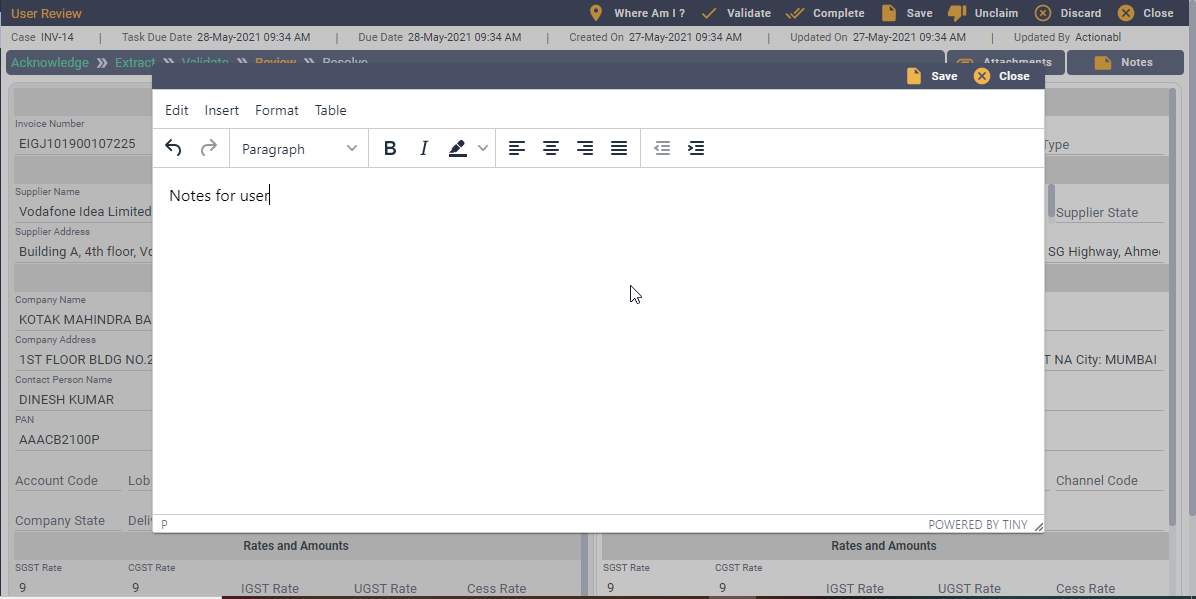 User Review Where Am I ? Validate Complete Save Unclaim Discard Close
Case INV-14 | Task Due Date 28-May-2021 09:34 AM | Due Date 28-May-2021 09:34 AM | Created On 27-May-2021 09:34 AM | Updated On 27-May-2021 09:34 AM | Updated By Actionabl
Acknowledge Extract Validate Review Resolve Attachments Notes
Save Close
Edit Insert Format Table
Paragraph B I
Notes for user
P POWERED BY TINY
Invoice Number
EIGJ101900107225
Type
Supplier Name
Vodafone Idea Limited
Supplier State
Supplier Address
Building A, 4th floor, SG Highway,
Company Name
KOTAK MAHINDRA
Company Address
1ST FLOOR BLDG NO.2 NA City: MUMBAI
Contact Person Name
DINESH KUMAR
PAN
AAACB2100P
Account Code Lob Channel Code
Company State
Rates and Amounts Rates and Amounts
SGST Rate CGST Rate SGST Rate CGST Rate
9 9 IGST Rate UGST Rate Cess Rate 9 9 IGST Rate UGST Rate Cess Rate